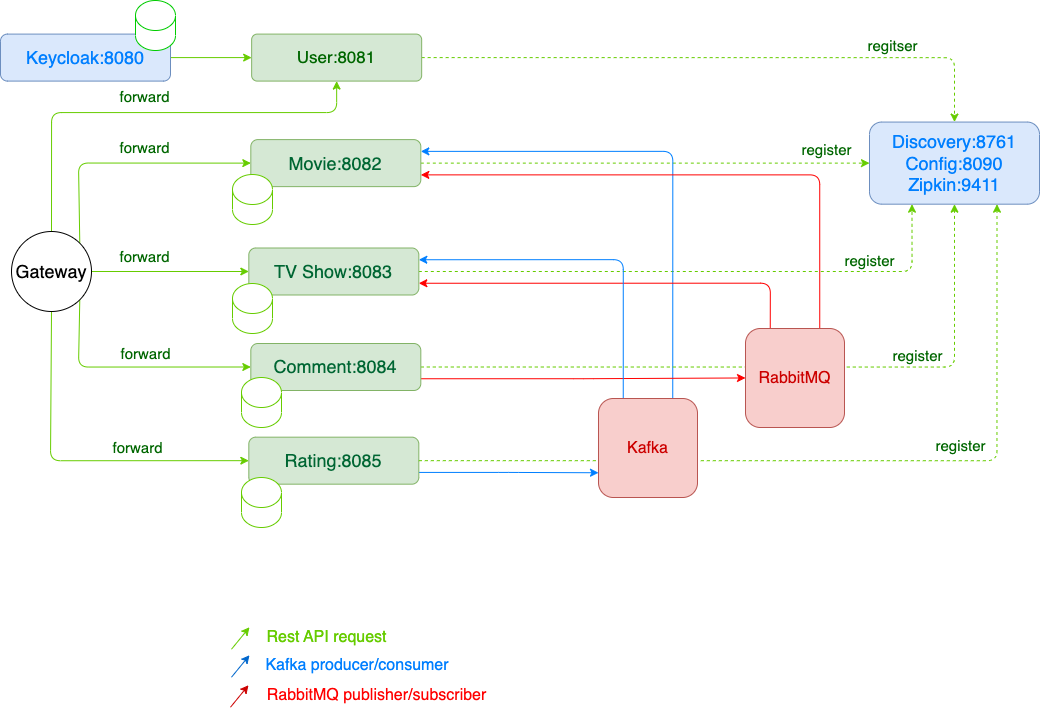 Keycloak:8080
User:8081
regitser
forward
forward
Movie:8082
register
Discovery:8761
Config:8090
Zipkin:9411
forward
Gateway
TV Show:8083
register
forward
Comment:8084
RabbitMQ
register
forward
Rating:8085
Kafka
register
Rest API request
Kafka producer/consumer
RabbitMQ publisher/subscriber